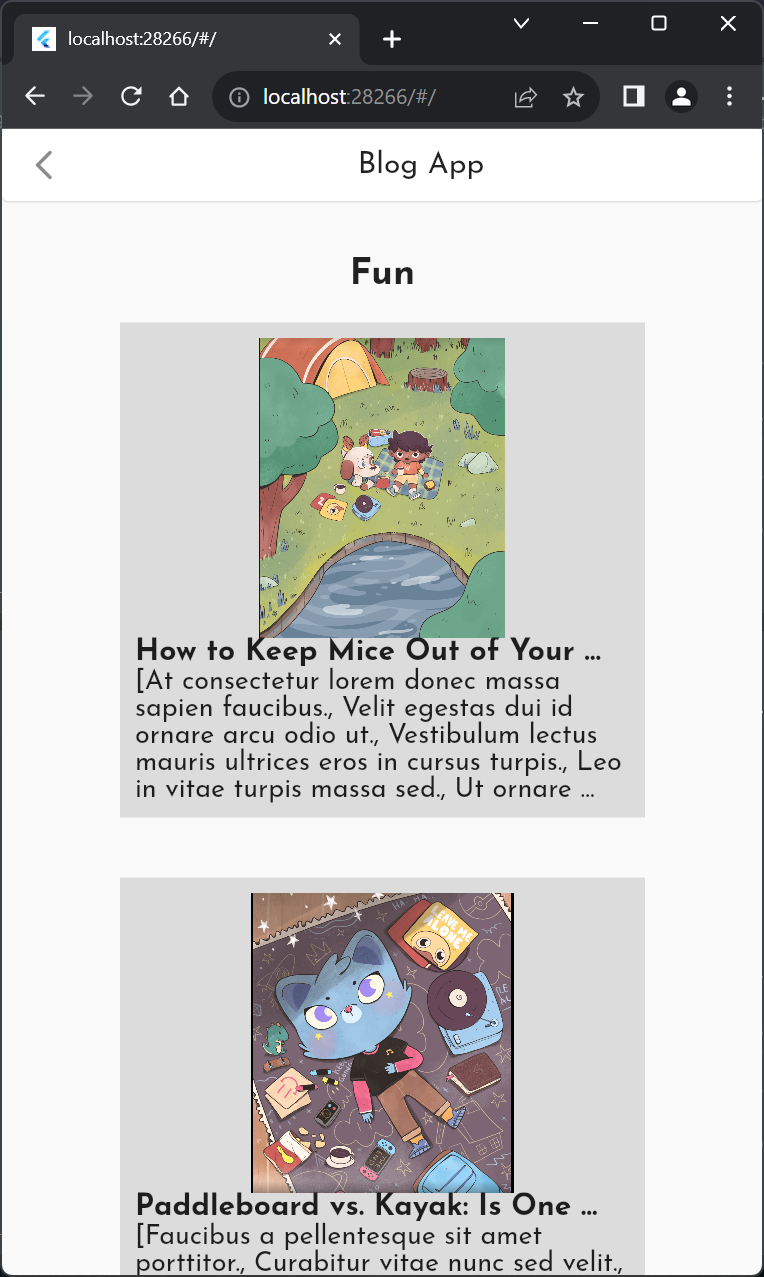 localhost:28266/#/
localhost:28266/#/
Blog App
Fun
How to Keep Mice Out of Your ...
[At consectetur lorem donec massa
sapien faucibus., Velit egestas dui id
ornare arcu odio ut., Vestibulum lectus
mauris ultrices eros in cursus turpis., Leo
in vitae turpis massa sed., Ut ornare ...
HA HA
LEAVE ME
ALONE
Paddleboard vs. Kayak: Is One ...
[Faucibus a pellentesque sit amet
porttitor., Curabitur vitae nunc sed velit.,